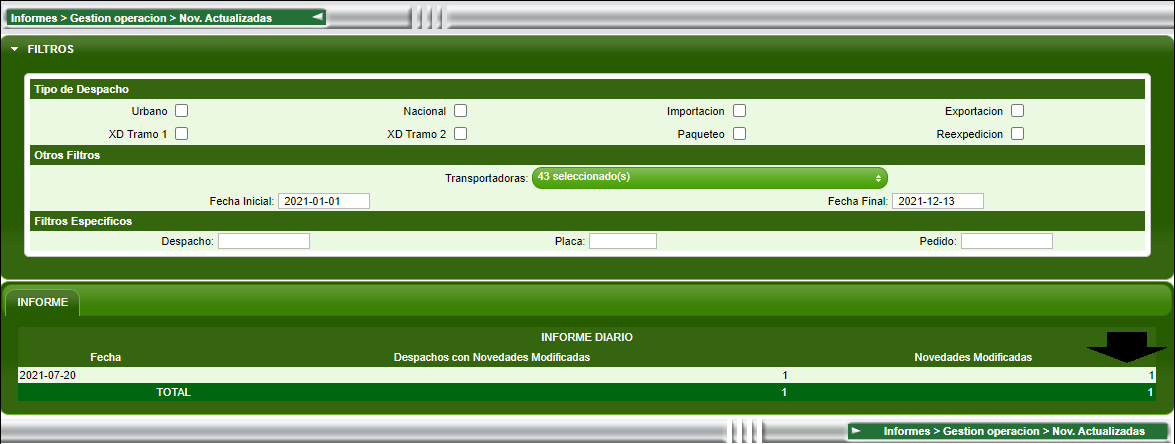 Informes > Gestion operacion > Nov. Actualizadas
FILTROS
Tipo de Despacho
Urbano Nacional Importacion Exportacion
XD Tramo 1 XD Tramo 2 Paqueteo Reexpedicion
Otros Filtros
Transportadoras: 43 seleccionado(s)
Fecha Inicial: 2021-01-01 Fecha Final: 2021-12-13
Filtros Especificos
Despacho: Placa: Pedido:
INFORME
INFORME DIARIO
Fecha Despachos con Novedades Modificadas Novedades Modificadas
2021-07-20 1 1
TOTAL 1 1
Informes > Gestion operacion > Nov. Actualizadas